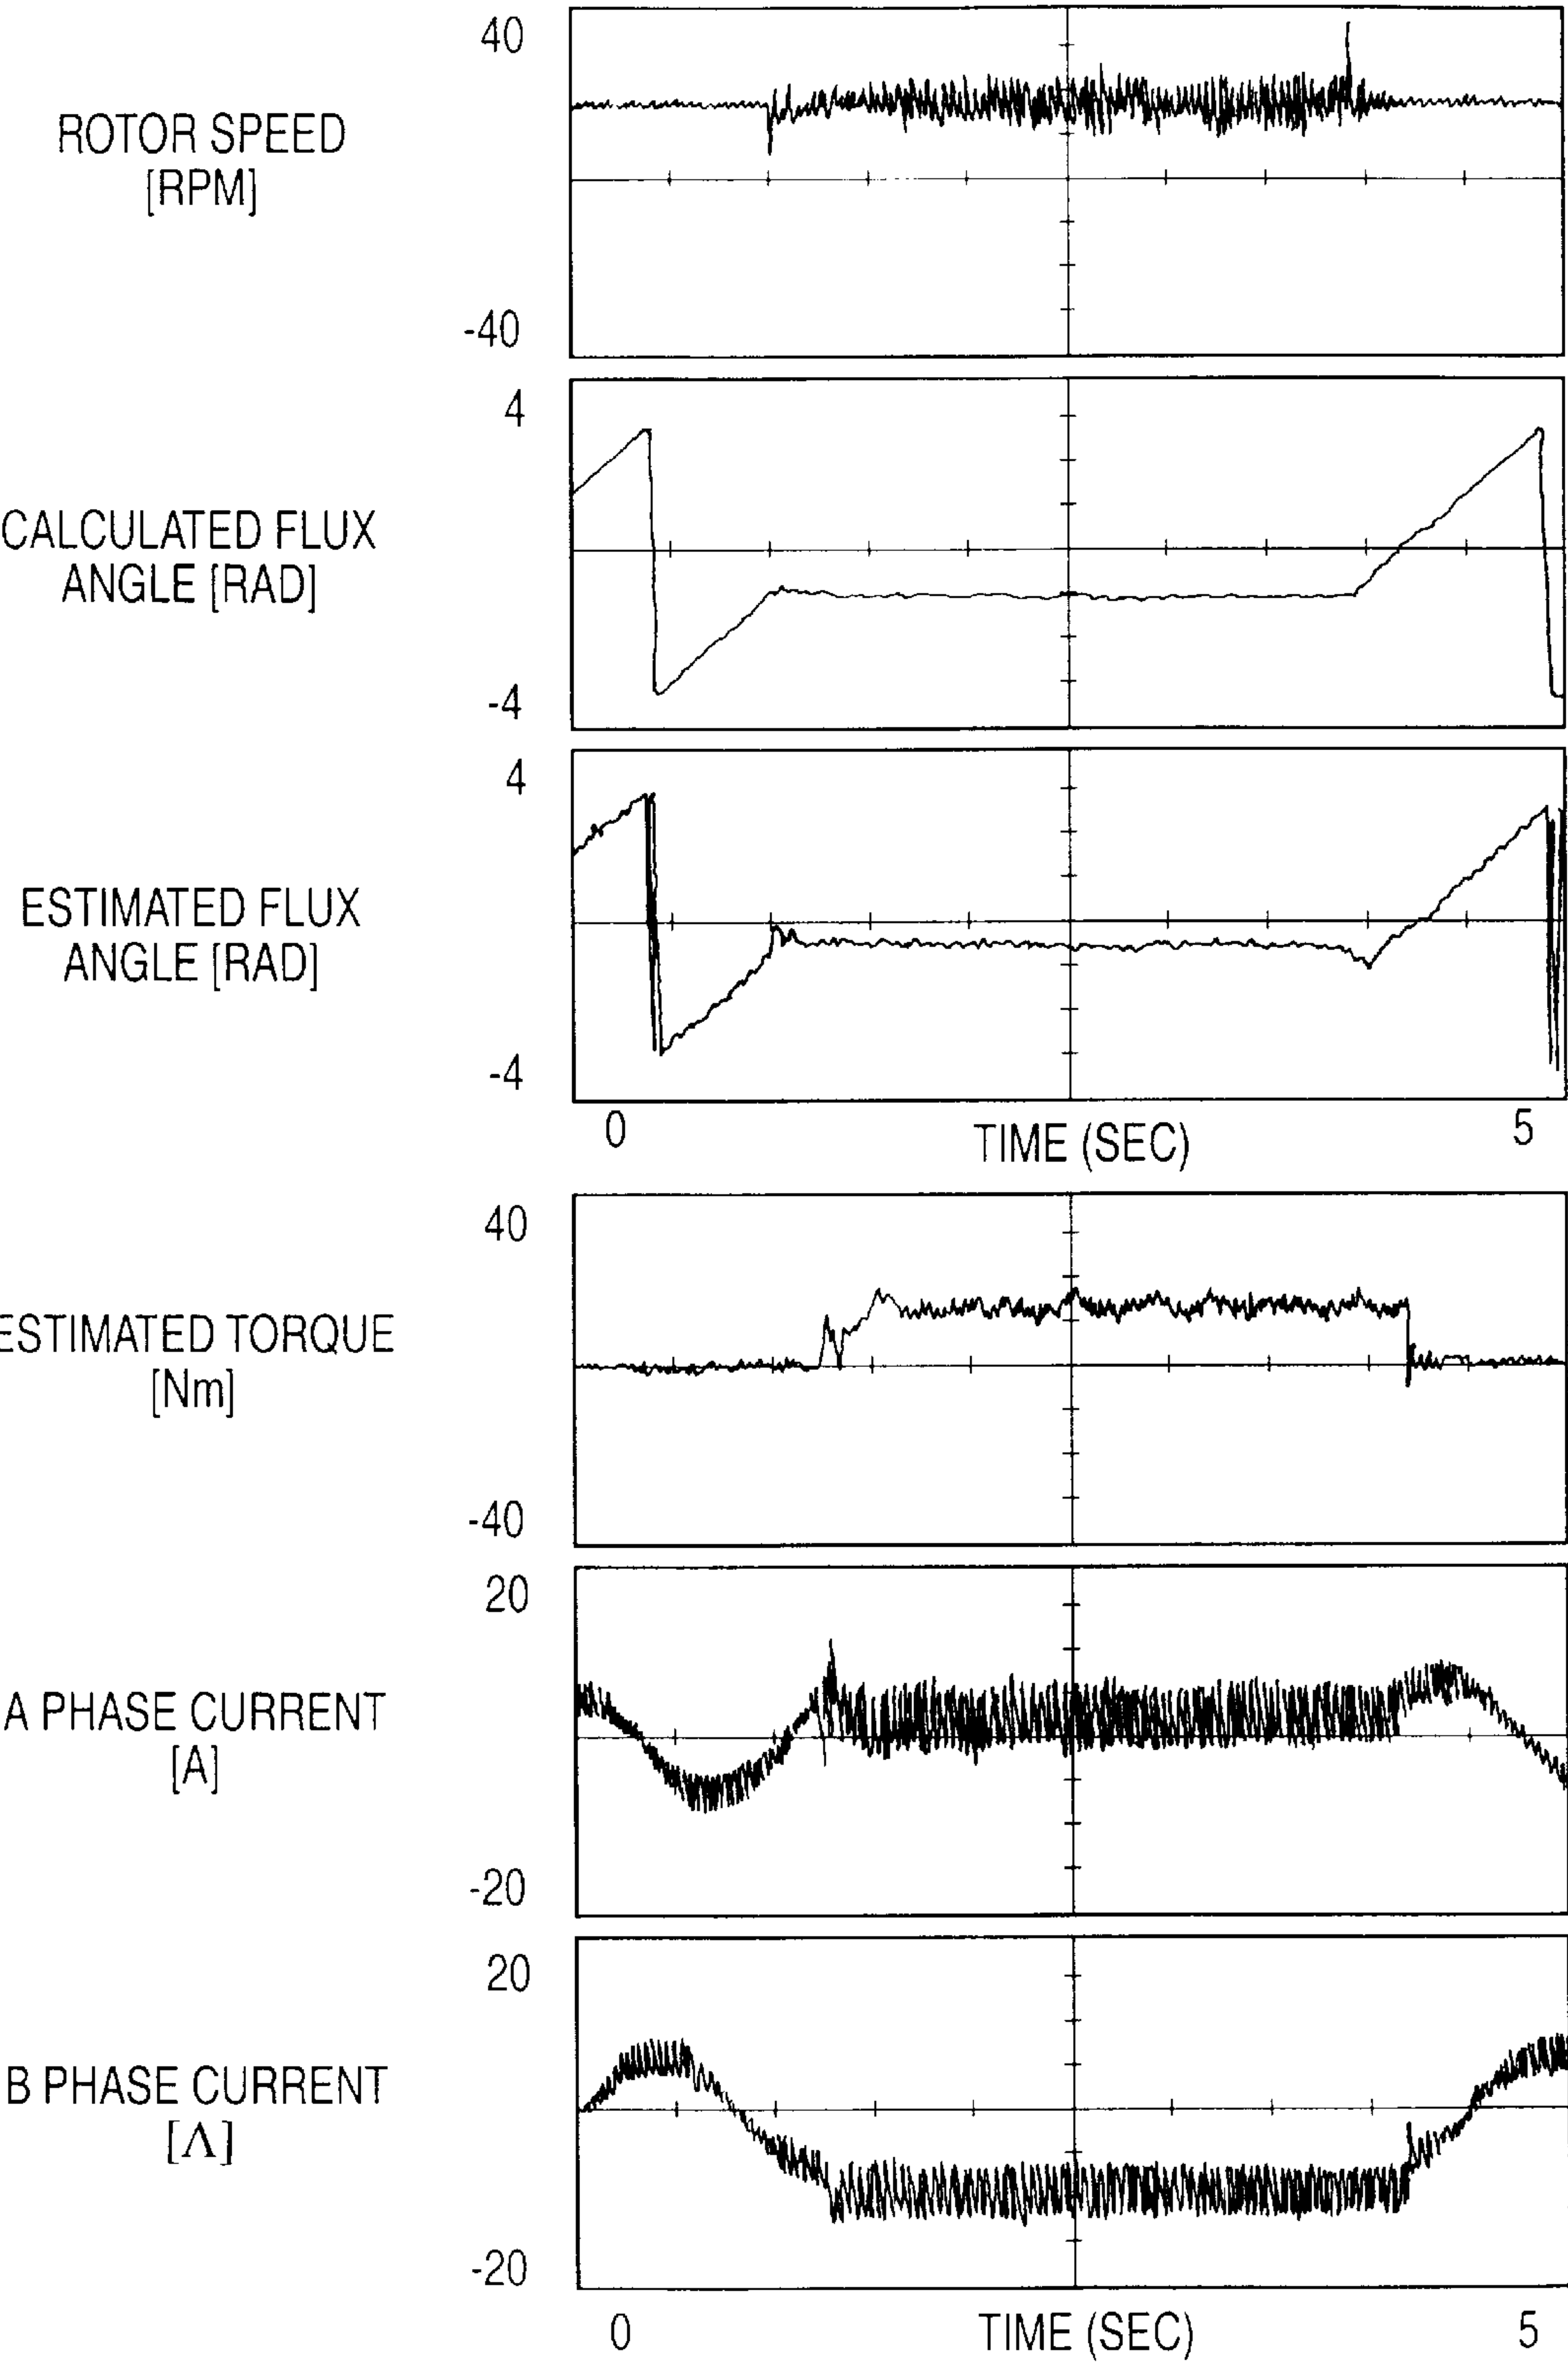 40
ROTOR SPEED
[RPM]
-40
4
CALCULATED FLUX
ANGLE [RAD]
-4
4
ESTIMATED FLUX
ANGLE [RAD]
-4
0 TIME (SEC) 5
40
ESTIMATED TORQUE
[Nm]
-40
20
A PHASE CURRENT
[A]
-20
20
B PHASE CURRENT
[Λ]
-20
0 TIME (SEC) 5